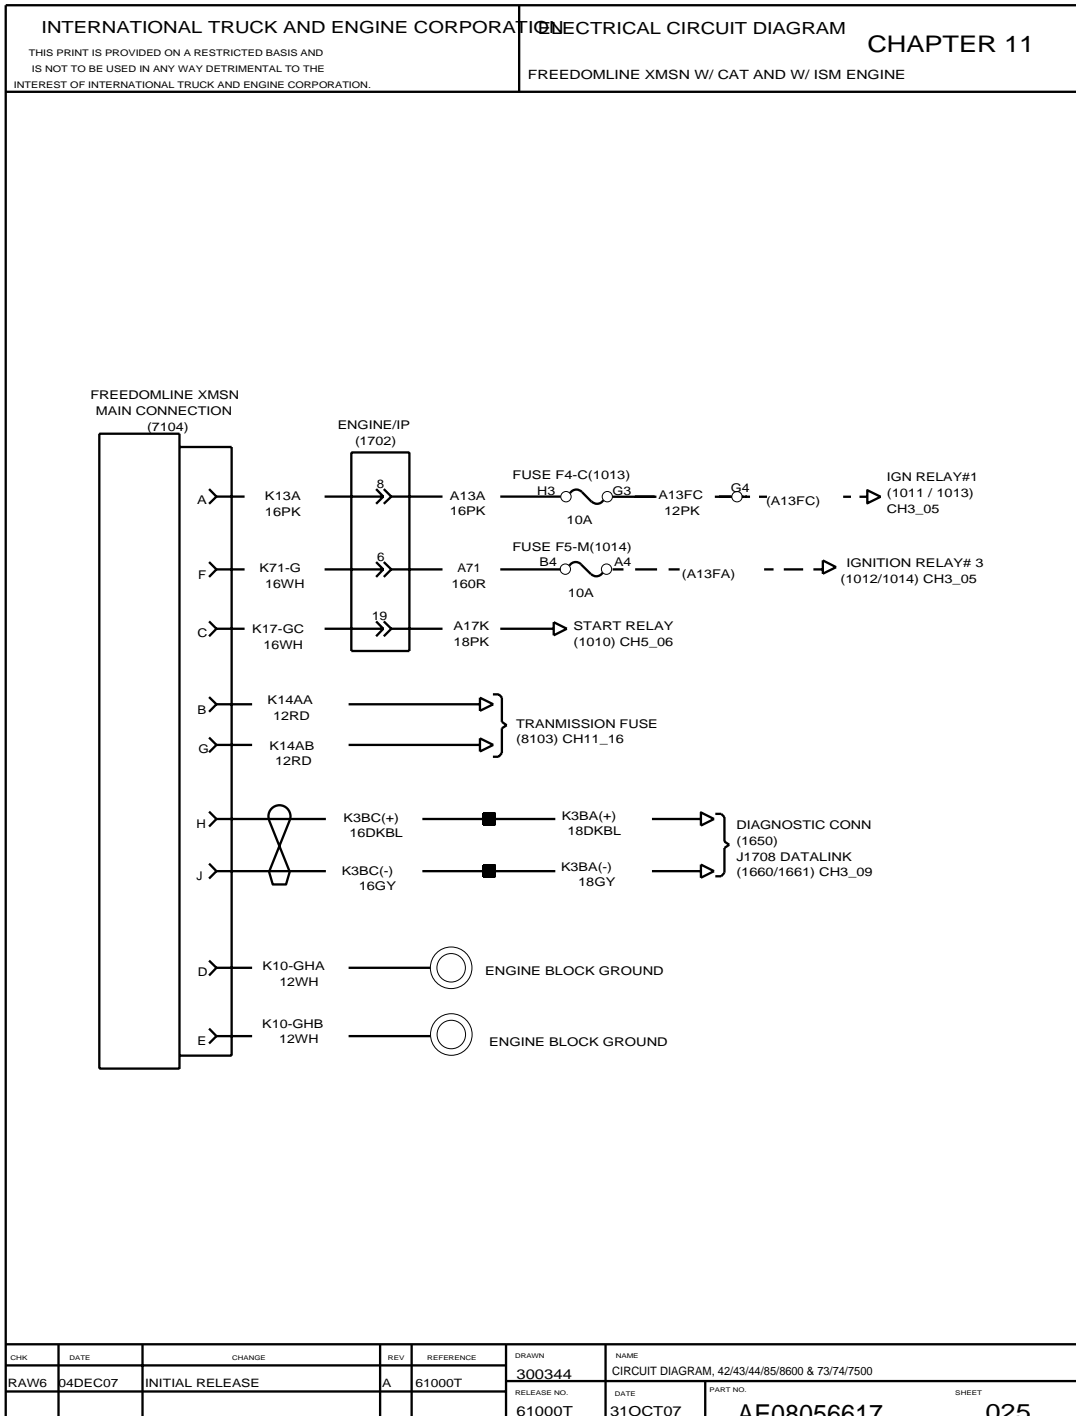 INTERNATIONAL TRUCK AND ENGINE CORPORATION
THIS PRINT IS PROVIDED ON A RESTRICTED BASIS AND
IS NOT TO BE USED IN ANY WAY DETRIMENTAL TO THE
INTEREST OF INTERNATIONAL TRUCK AND ENGINE CORPORATION.
ELECTRICAL CIRCUIT DIAGRAM
CHAPTER 11
FREEDOMLINE XMSN W/ CAT AND W/ ISM ENGINE
FREEDOMLINE XMSN
MAIN CONNECTION
(7104)
ENGINE/IP
(1702)
A
K13A
16PK
8
A13A
16PK
FUSE F4-C(1013)
H3
G3
10A
A13FC
12PK
G4
(A13FC)
IGN RELAY#1
(1011 / 1013)
CH3_05
F
K71-G
16WH
6
A71
160R
FUSE F5-M(1014)
B4
A4
10A
(A13FA)
IGNITION RELAY# 3
(1012/1014) CH3_05
C
K17-GC
16WH
19
A17K
18PK
START RELAY
(1010) CH5_06
B
K14AA
12RD
G
K14AB
12RD
TRANMISSION FUSE
(8103) CH11_16
H
K3BC(+)
16DKBL
K3BA(+)
18DKBL
J
K3BC(-)
16GY
K3BA(-)
18GY
DIAGNOSTIC CONN
(1650)
J1708 DATALINK
(1660/1661) CH3_09
D
K10-GHA
12WH
ENGINE BLOCK GROUND
E
K10-GHB
12WH
ENGINE BLOCK GROUND
CHK DATE CHANGE REV REFERENCE
RAW6 04DEC07 INITIAL RELEASE A 61000T
DRAWN
300344
NAME
CIRCUIT DIAGRAM, 42/43/44/85/8600 & 73/74/7500
RELEASE NO.
61000T
DATE
31OCT07
PART NO.
AE08056617
SHEET
025